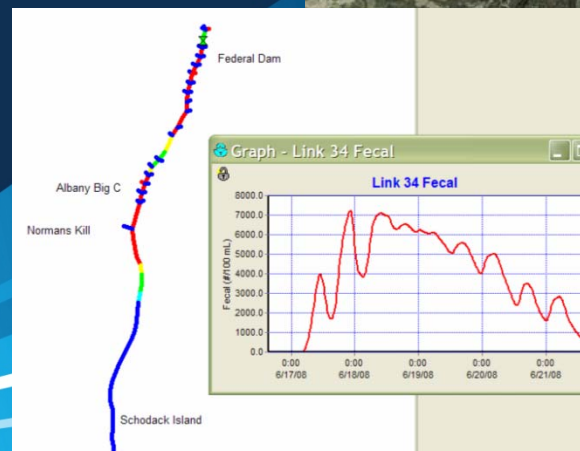 Federal Dam
Albany Big C
Normans Kill
Schodack Island
Graph - Link 34 Fecal
Link 34 Fecal
Fecal (#/100 mL)
8000.0
7000.0
6000.0
5000.0
4000.0
3000.0
2000.0
1000.0
0.0
0:00 0:00 0:00 0:00 0:00
6/17/08 6/18/08 6/19/08 6/20/08 6/21/08